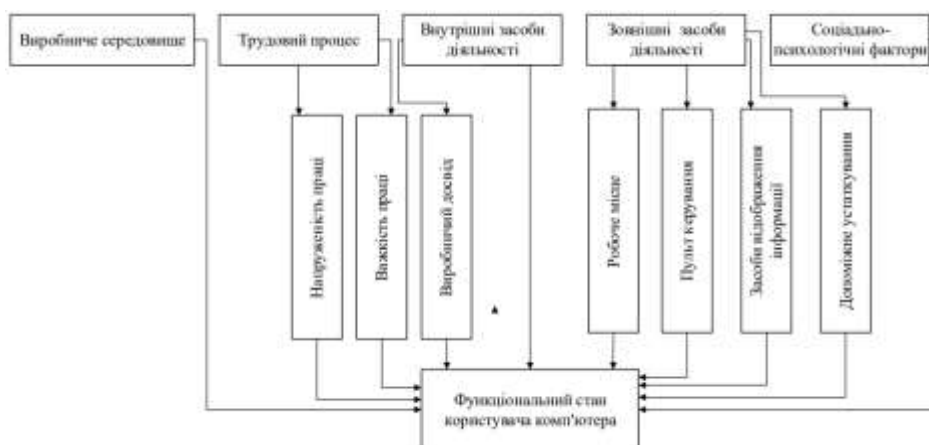 Виробниче середовище
Трудовий процес
Внутрішні засоби
діяльності
Зовнішні засоби
діяльності
Соціально-
психологічні фактори
Напруженість праці
Важкість праці
Виробничий досвід
Робоче місце
Пульт керування
Засоби відображення
інформації
Допоміжне устаткування
Функціональний стан
користувача комп'ютера